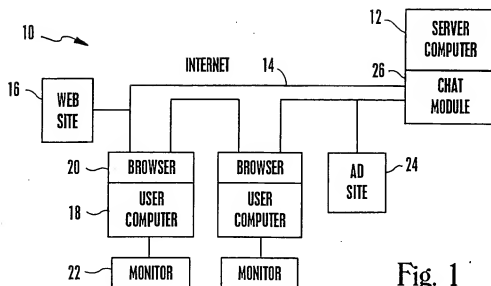 10
12
SERVER
COMPUTER
INTERNET
14
26
CHAT
MODULE
16
WEB
SITE
20
BROWSER
BROWSER
24
AD
SITE
18
USER
COMPUTER
USER
COMPUTER
22
MONITOR
MONITOR
Fig. 1